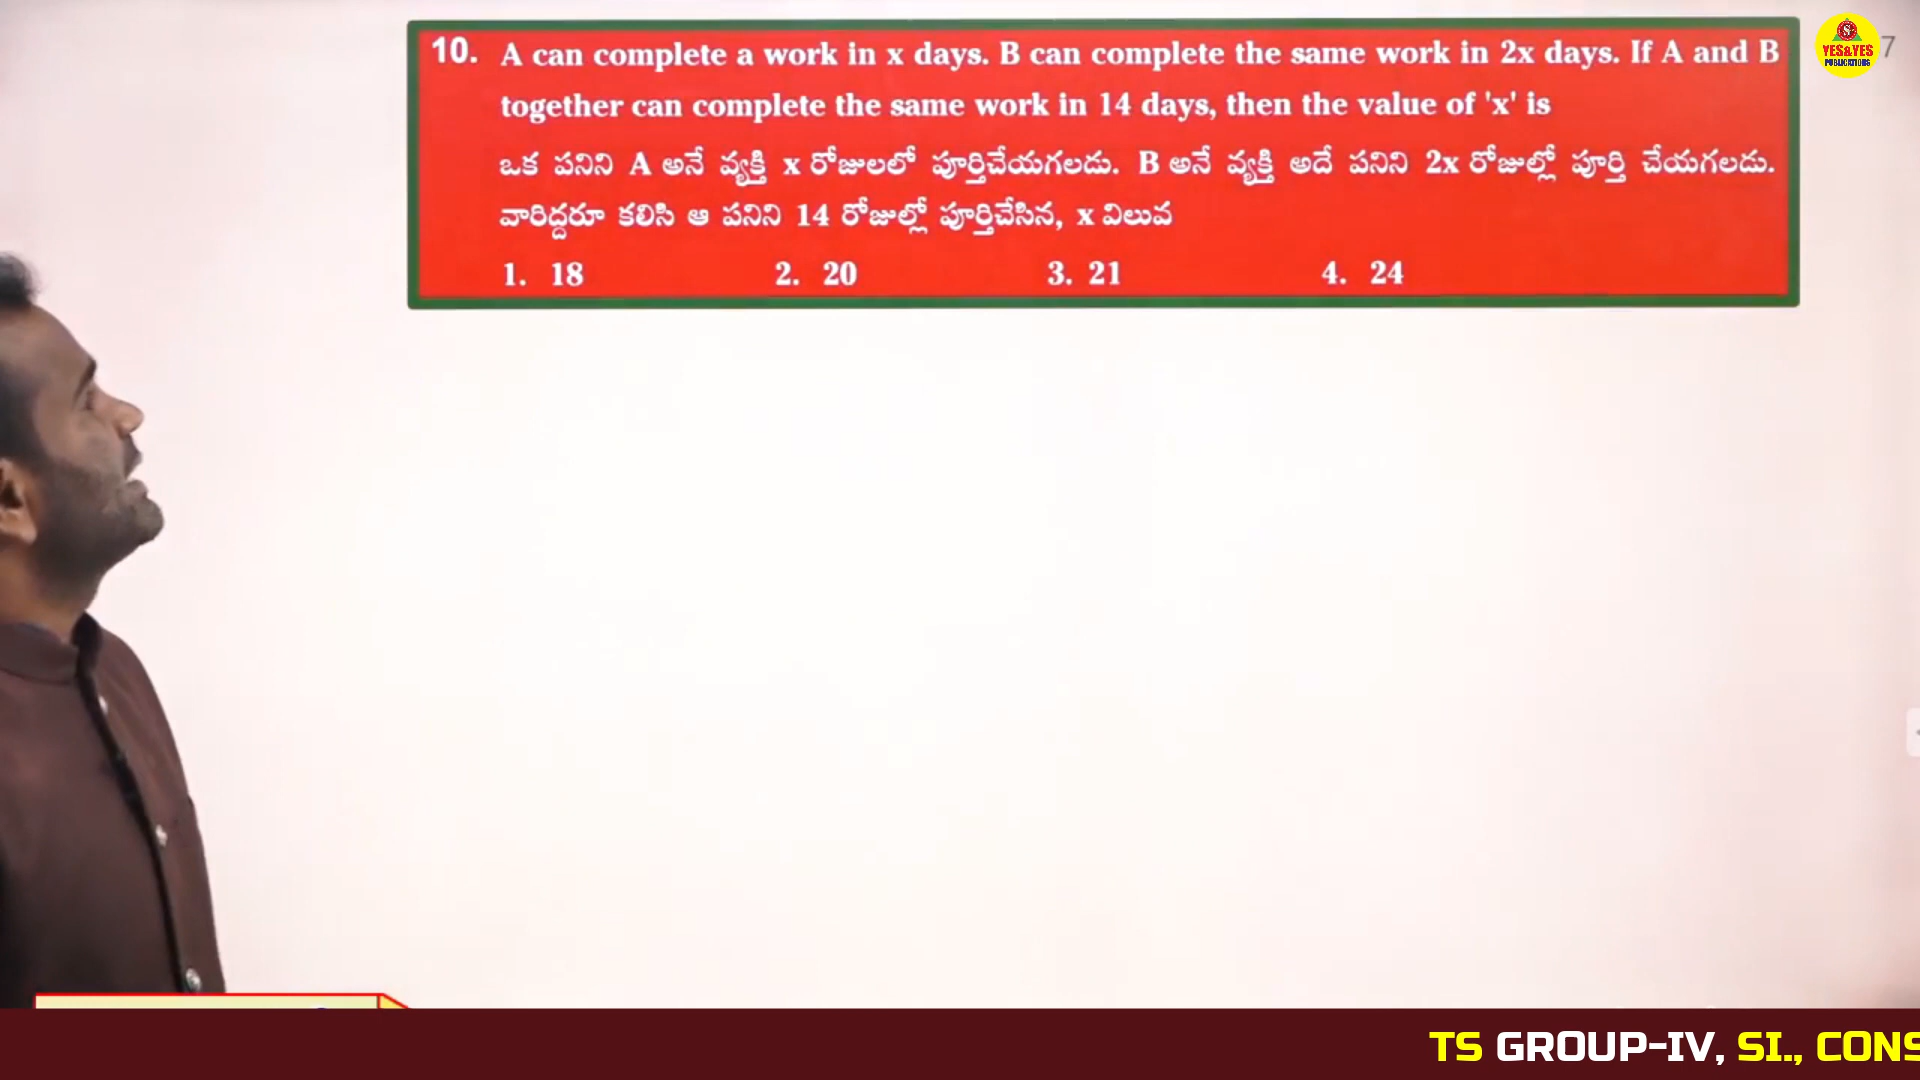 10. A can complete a work in x days. B can complete the same work in 2x days. If A and B
together can complete the same work in 14 days, then the value of 'x' is
ఒక పనిని A అనే వ్యక్తి x రోజులలో పూర్తిచేయగలడు. B అనే వ్యక్తి అదే పనిని 2x రోజుల్లో పూర్తి చేయగలడు.
వారిద్దరూ కలిసి ఆ పనిని 14 రోజుల్లో పూర్తిచేసిన, x విలువ
1. 18 2. 20 3. 21 4. 24
YES&YES
PUBLICATIONS
7
TS GROUP-IV, SI., CONS